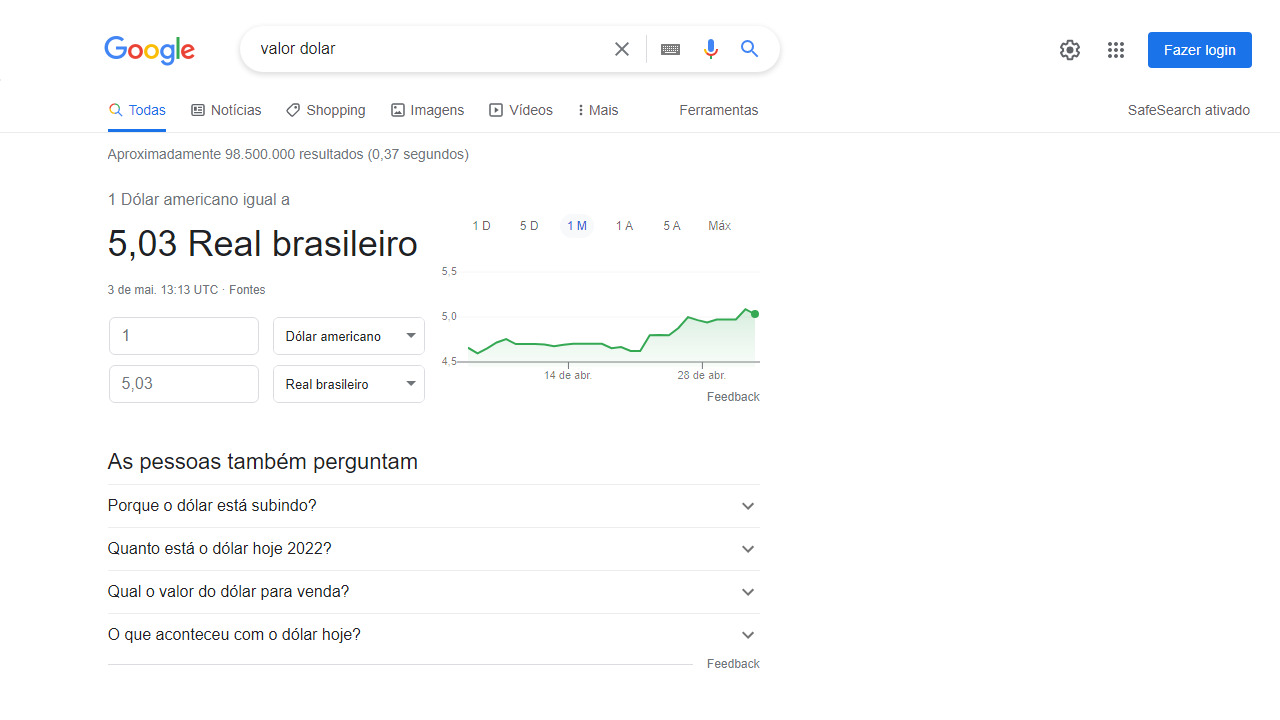 Google
valor dolar
Fazer login
Todas
Notícias
Shopping
Imagens
Vídeos
Mais
Ferramentas
SafeSearch ativado
Aproximadamente 98.500.000 resultados (0,37 segundos)
1 Dólar americano igual a
5,03 Real brasileiro
3 de mai. 13:13 UTC · Fontes
1 Dólar americano
5,03 Real brasileiro
1 D 5 D 1 M 1 A 5 A Máx
5,5
5,0
4,5
14 de abr. 28 de abr.
Feedback
As pessoas também perguntam
Porque o dólar está subindo?
Quanto está o dólar hoje 2022?
Qual o valor do dólar para venda?
O que aconteceu com o dólar hoje?
Feedback